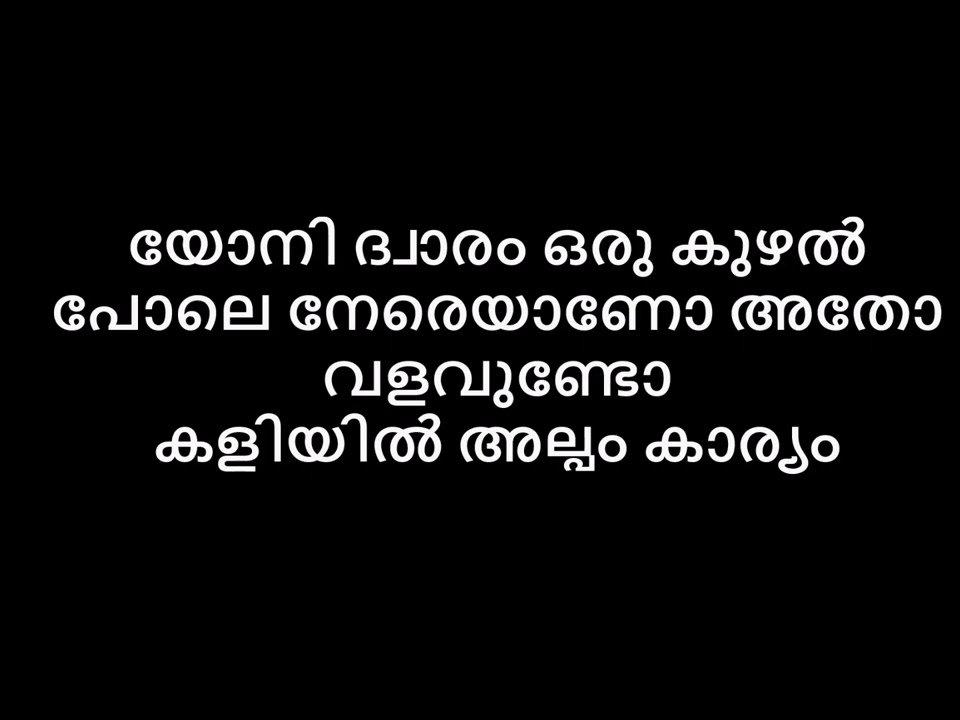 യോനി ദ്വാരം ഒരു കുഴൽ
പോലെ നേരെയാണോ അതോ
വളവുണ്ടോ
കളിയിൽ അല്പം കാര്യം